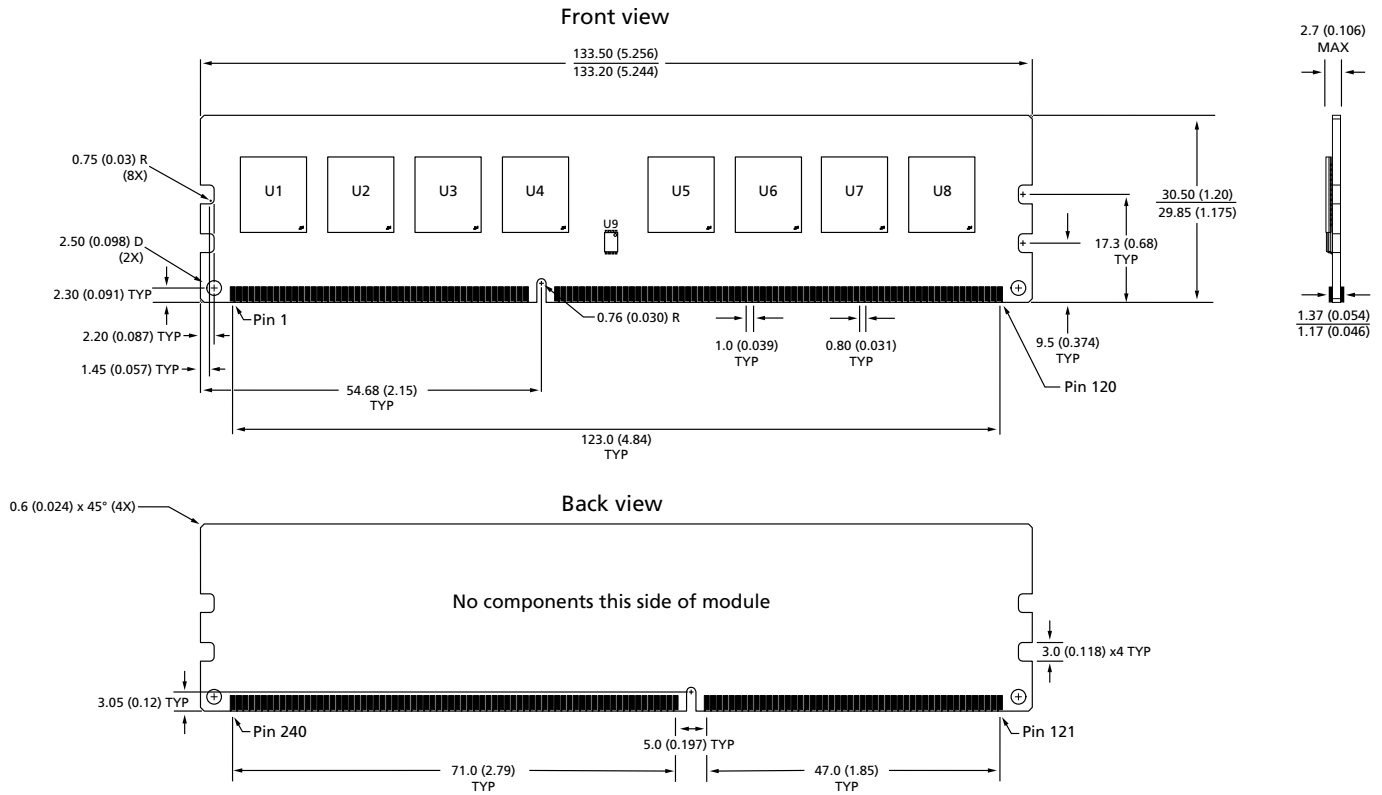 Front view
133.50 (5.256)
133.20 (5.244)
2.7 (0.106)
MAX
0.75 (0.03) R
(8X)
U1
U2
U3
U4
U5
U6
U7
U8
U9
30.50 (1.20)
29.85 (1.175)
2.50 (0.098) D
(2X)
17.3 (0.68)
TYP
2.30 (0.091) TYP
Pin 1
0.76 (0.030) R
2.20 (0.087) TYP
1.0 (0.039)
TYP
0.80 (0.031)
TYP
9.5 (0.374)
TYP
1.37 (0.054)
1.17 (0.046)
1.45 (0.057) TYP
54.68 (2.15)
TYP
Pin 120
123.0 (4.84)
TYP
Back view
0.6 (0.024) x 45° (4X)
No components this side of module
3.0 (0.118) x4 TYP
3.05 (0.12) TYP
Pin 240
Pin 121
5.0 (0.197) TYP
71.0 (2.79)
TYP
47.0 (1.85)
TYP